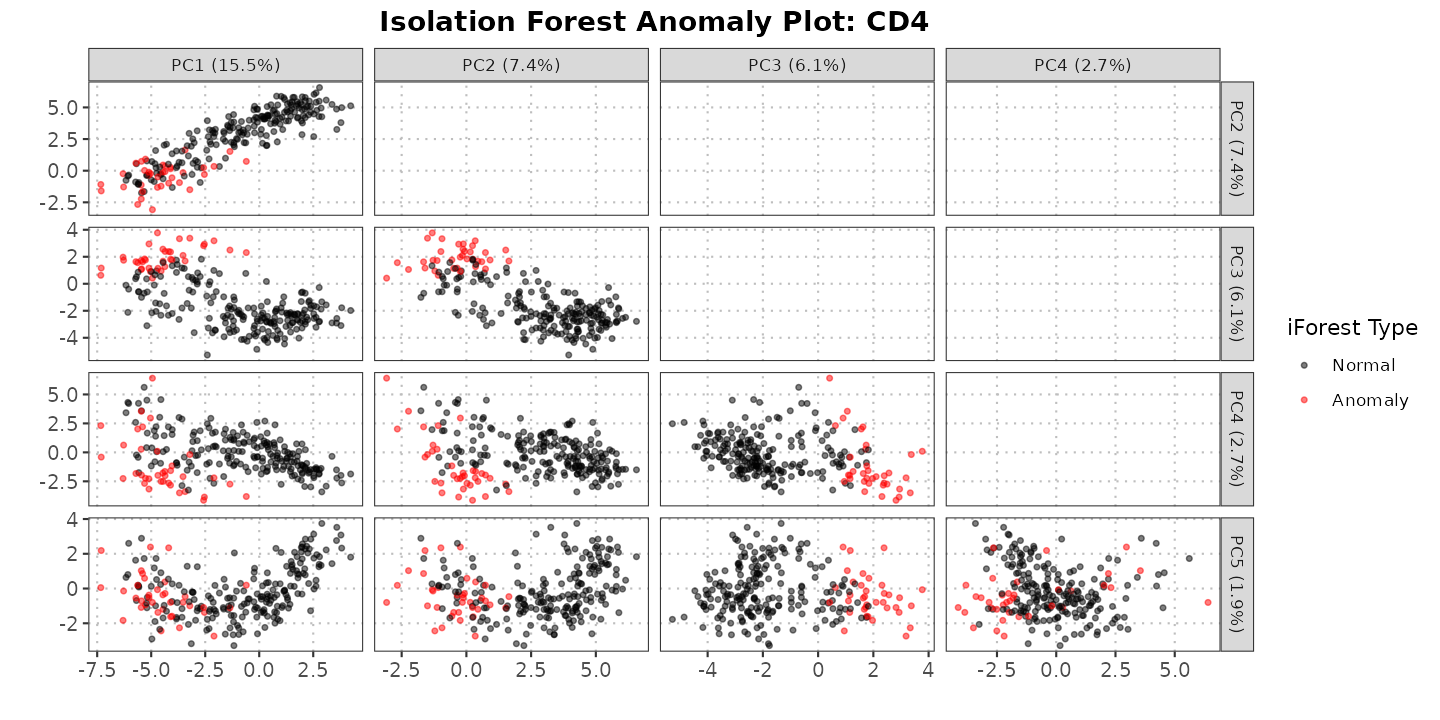 Isolation Forest Anomaly Plot: CD4
PC1 (15.5%) PC2 (7.4%) PC3 (6.1%) PC4 (2.7%)
5.0
2.5
0.0
-2.5
PC2 (7.4%)
4
2
0
-2
-4
PC3 (6.1%)
5.0
2.5
0.0
-2.5
PC4 (2.7%)
4
2
0
-2
PC5 (1.9%)
-7.5 -5.0 -2.5 0.0 2.5 -2.5 0.0 2.5 5.0 -4 -2 0 2 4 -2.5 0.0 2.5 5.0
iForest Type
Normal
Anomaly